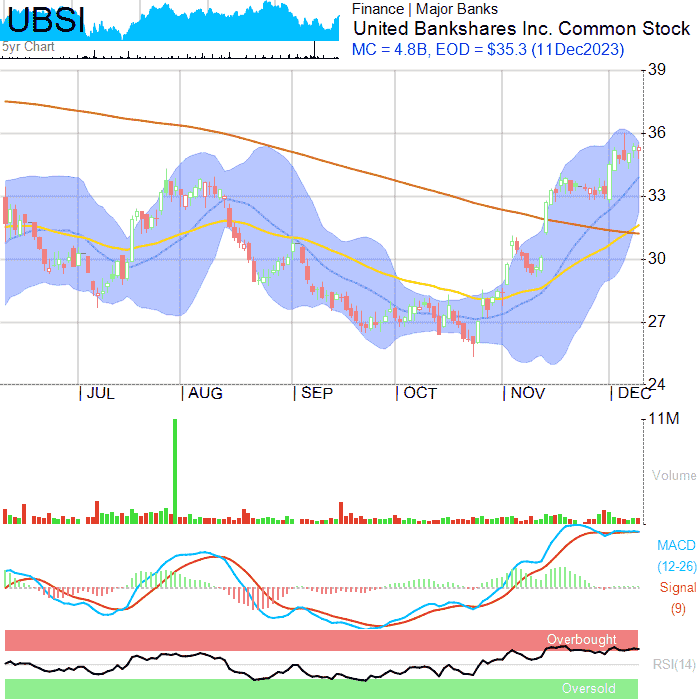 UBSI
5yr Chart
Finance | Major Banks
United Bankshares Inc. Common Stock
MC = 4.8B, EOD = $35.3 (11Dec2023)
39
36
33
30
27
24
| JUL | AUG | SEP | OCT | NOV | DEC
11M
Volume
MACD
(12-26)
Signal
(9)
Overbought
RSI(14)
Oversold